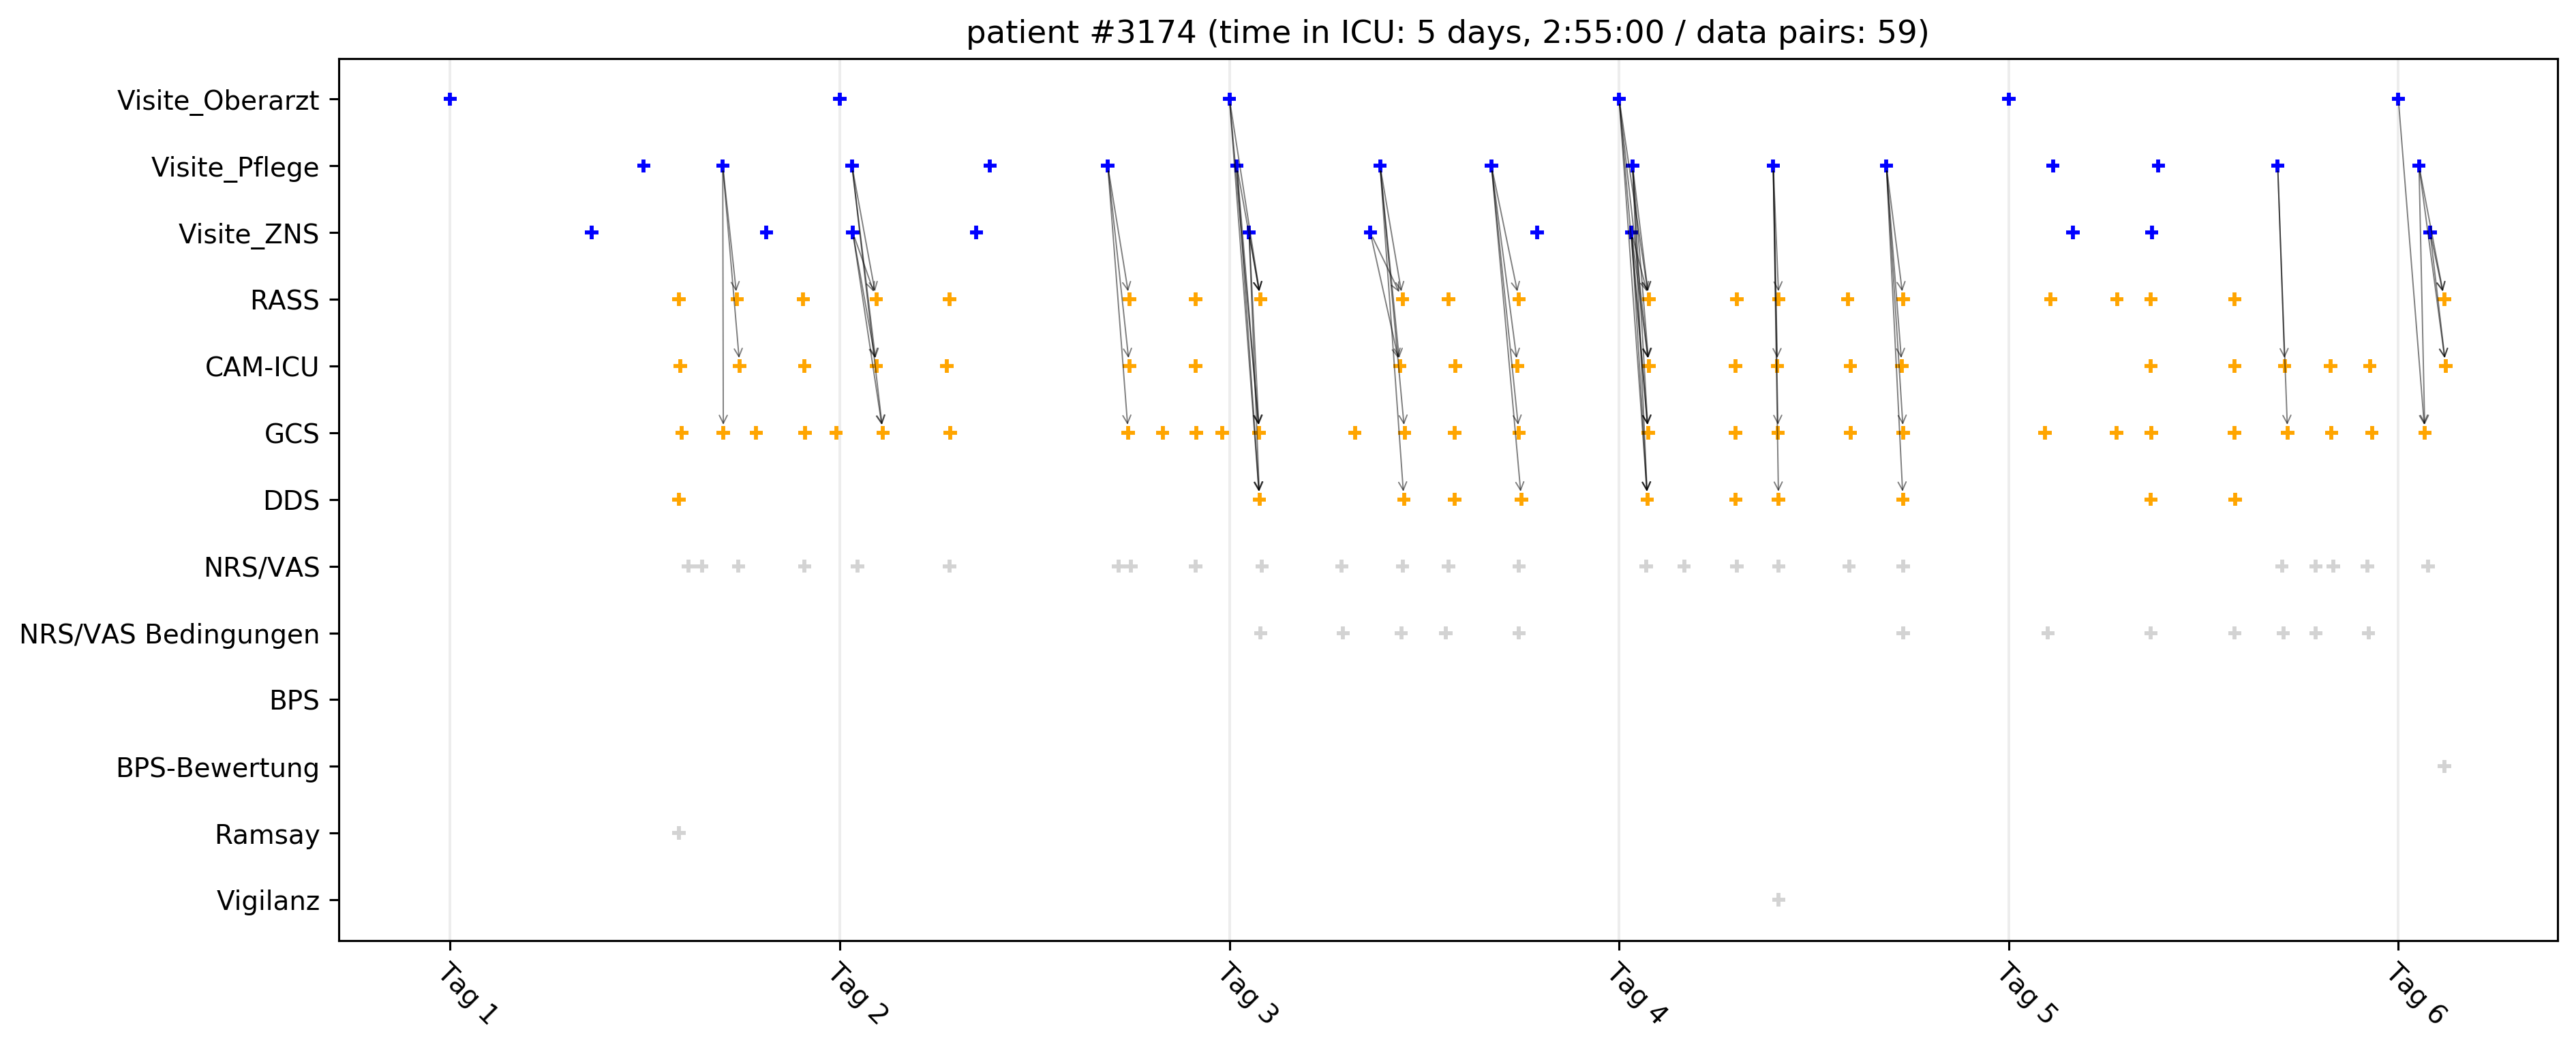 patient #3174 (time in ICU: 5 days, 2:55:00 / data pairs: 59)
Visite_Oberarzt
Visite_Pflege
Visite_ZNS
RASS
CAM-ICU
GCS
DDS
NRS/VAS
NRS/VAS Bedingungen
BPS
BPS-Bewertung
Ramsay
Vigilanz
Tag 1
Tag 2
Tag 3
Tag 4
Tag 5
Tag 6